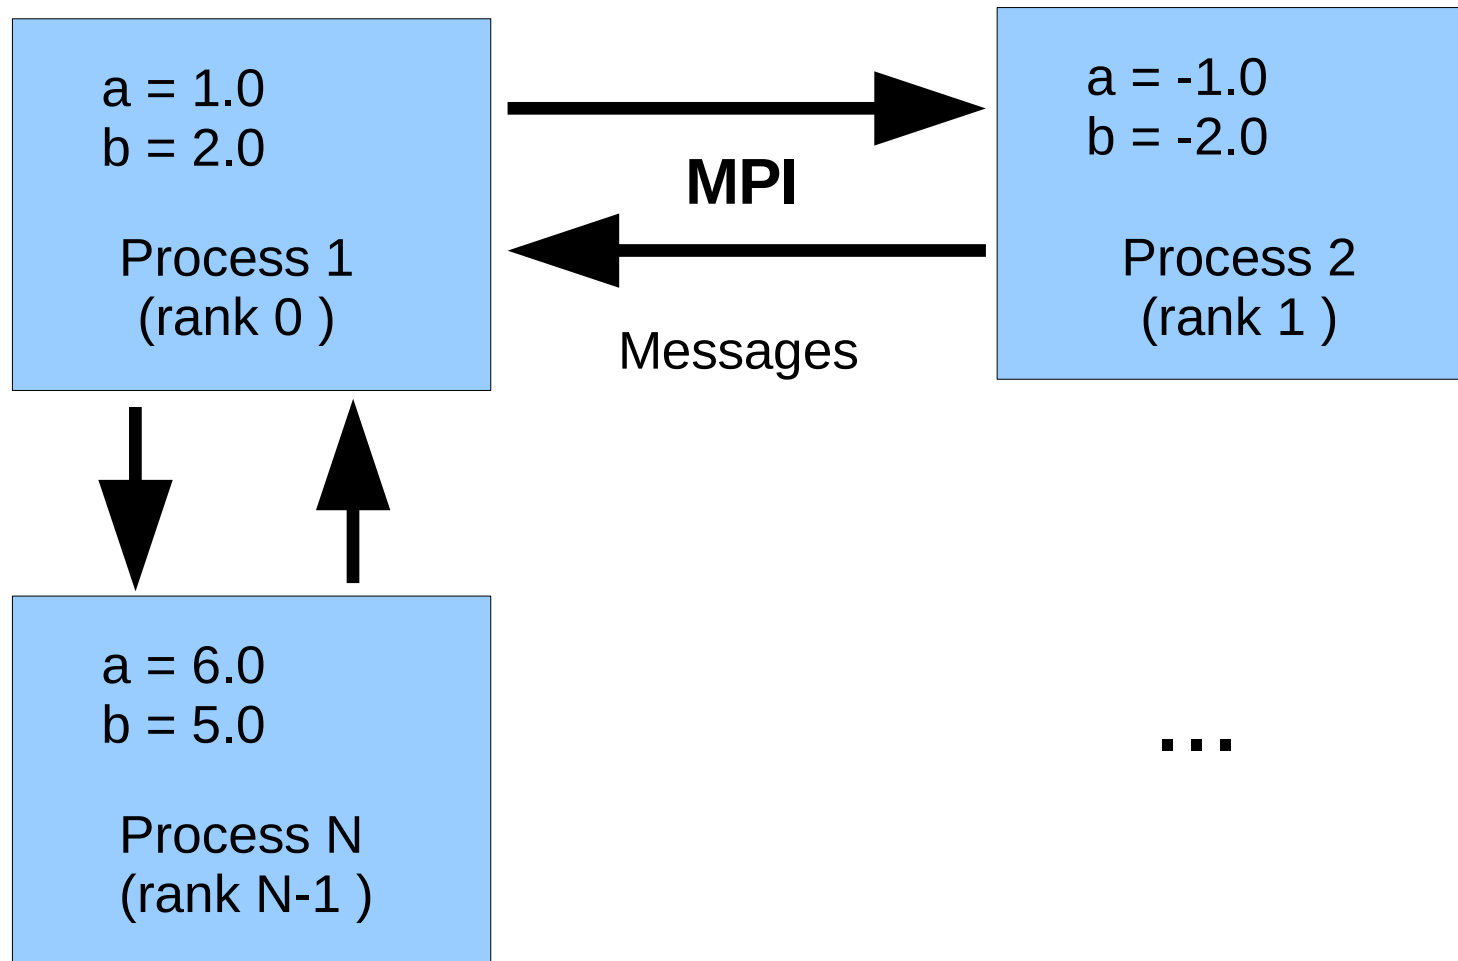 a = 1.0
b = 2.0
Process 1
(rank 0 )
MPI
Messages
a = -1.0
b = -2.0
Process 2
(rank 1 )
a = 6.0
b = 5.0
Process N
(rank N-1 )
...